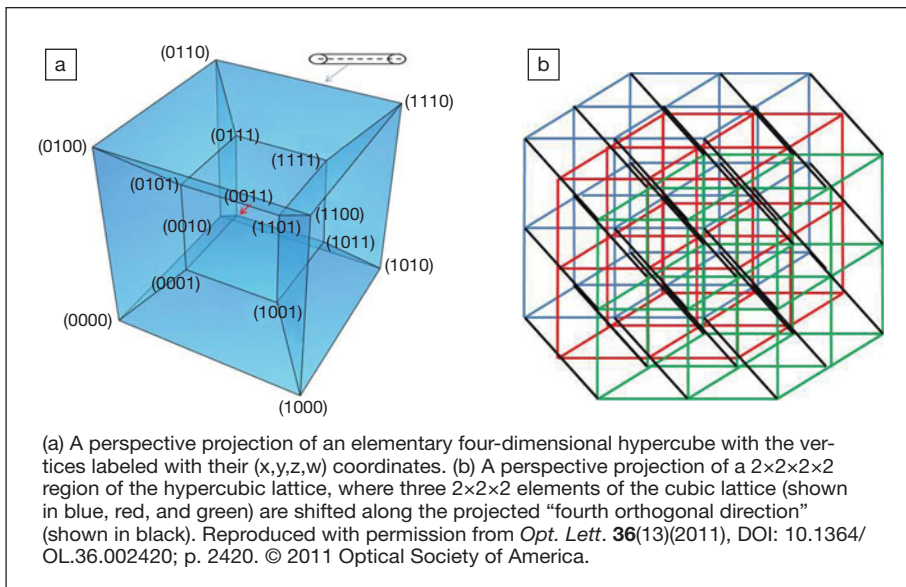 a
b
(0110)
(1110)
(0100)
(0111)
(1111)
(0101)
(0011)
(1100)
(0010)
(1101)
(1011)
(1010)
(0001)
(1001)
(0000)
(1000)
(a) A perspective projection of an elementary four-dimensional hypercube with the ver-
tices labeled with their (x,y,z,w) coordinates. (b) A perspective projection of a 2×2×2×2
region of the hypercubic lattice, where three 2×2×2 elements of the cubic lattice (shown
in blue, red, and green) are shifted along the projected “fourth orthogonal direction”
(shown in black). Reproduced with permission from Opt. Lett. 36(13)(2011), DOI: 10.1364/
OL.36.002420; p. 2420. © 2011 Optical Society of America.